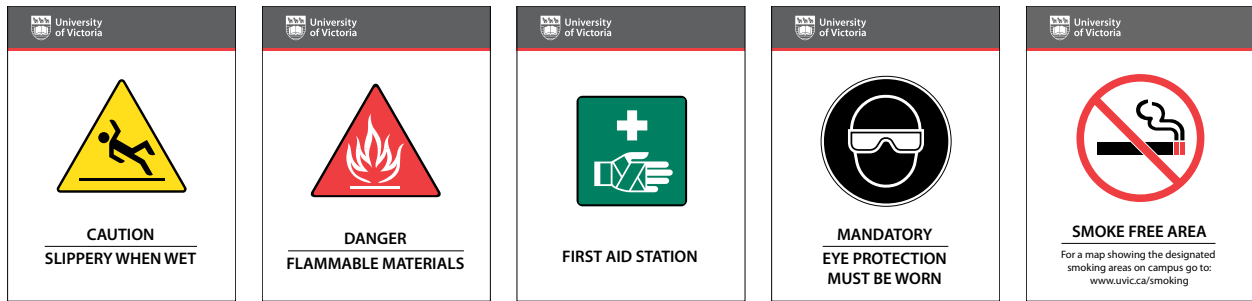 University
of Victoria
CAUTION
SLIPPERY WHEN WET
University
of Victoria
DANGER
FLAMMABLE MATERIALS
University
of Victoria
FIRST AID STATION
University
of Victoria
MANDATORY
EYE PROTECTION
MUST BE WORN
University
of Victoria
SMOKE FREE AREA
For a map showing the designated
smoking areas on campus go to:
www.uvic.ca/smoking